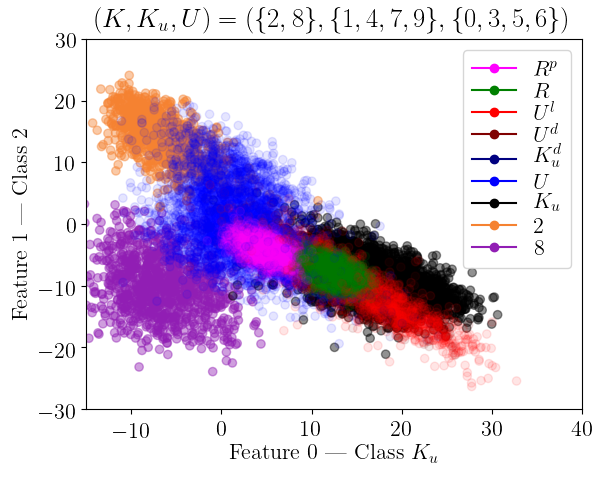 (K, K_u, U) = ({2, 8}, {1, 4, 7, 9}, {0, 3, 5, 6})
30
20
10
0
−10
−20
−30
Feature 1 — Class 2
R^p
R
U^l
U^d
K_u^d
U
K_u
2
8
−10
0
10
20
30
40
Feature 0 — Class K_u